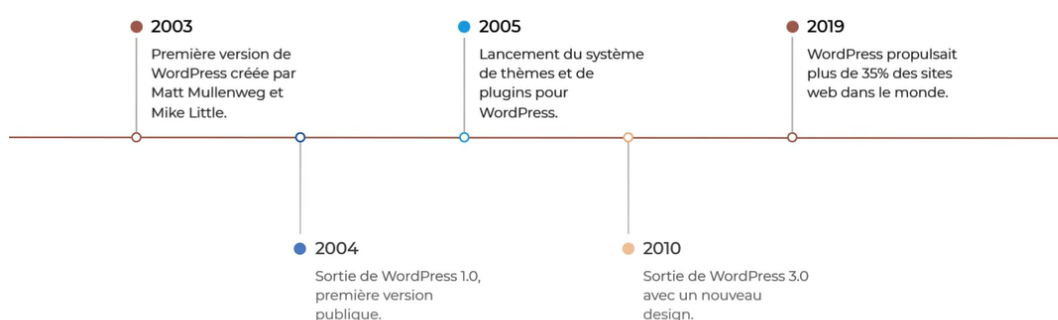 2003
Première version de
WordPress créée par
Matt Mullenweg et
Mike Little.
2005
Lancement du système
de thèmes et de
plugins pour
WordPress.
2019
WordPress propulsait
plus de 35% des sites
web dans le monde.
2004
Sortie de WordPress 1.0,
première version
publique.
2010
Sortie de WordPress 3.0
avec un nouveau
design.